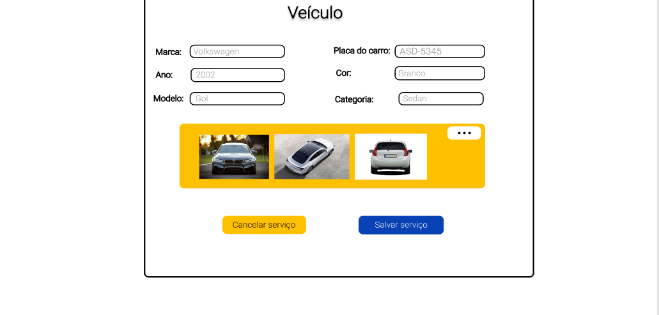 Veículo
Marca: Volkswagen
Placa do carro: ASD-5345
Ano: 2002
Cor: Branco
Modelo: Gol
Categoria: Sedan
Cancelar serviço
Salvar serviço